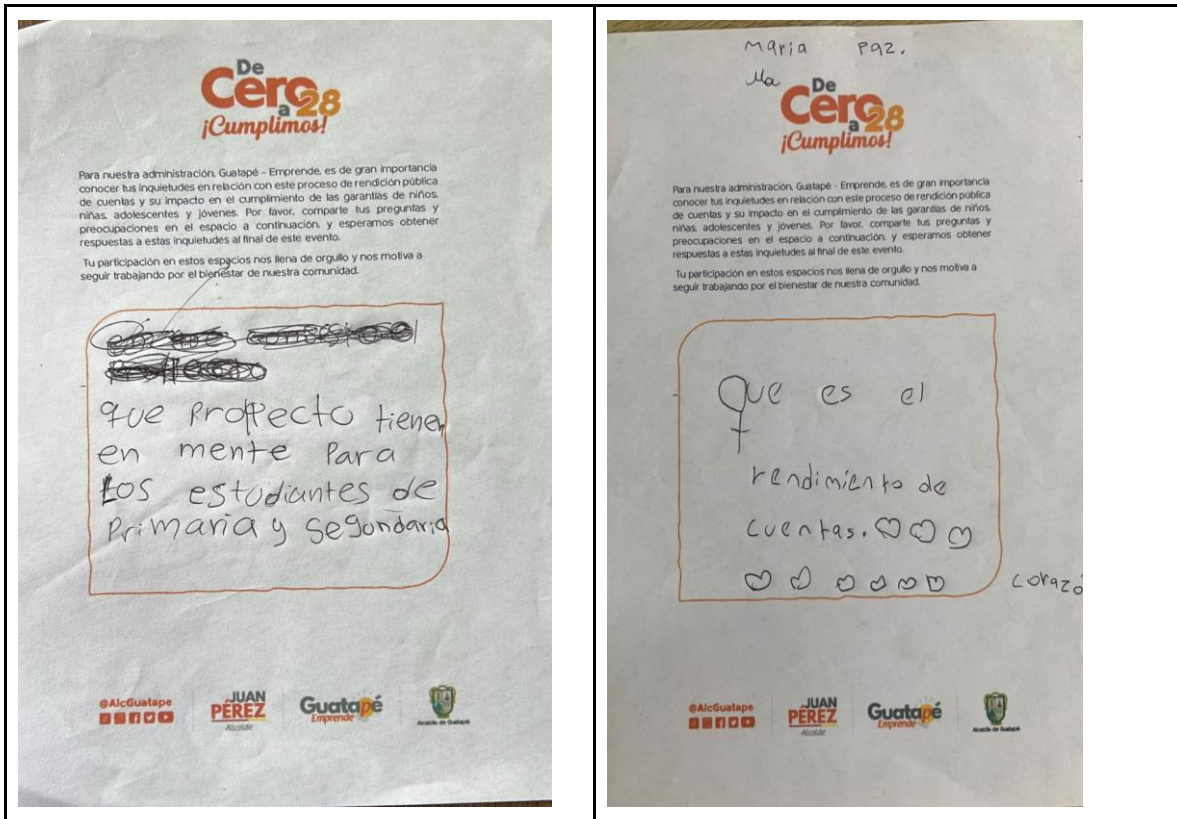 De
Cero
a 28
¡Cumplimos!
Para nuestra administración, Guatapé - Emprende, es de gran importancia
conocer tus inquietudes en relación con este proceso de rendición pública
de cuentas y su impacto en el cumplimiento de las garantías de niños,
niñas, adolescentes y jóvenes. Por favor, comparte tus preguntas y
preocupaciones en el espacio a continuación, y esperamos obtener
respuestas a estas inquietudes al final de este evento.
Tu participación en estos espacios nos llena de orgullo y nos motiva a
seguir trabajando por el bienestar de nuestra comunidad.
que Proyecto tienen
en mente Para
Los estudiantes de
Primaria y segondaria
@AlcGuatape
JUAN
PÉREZ
Alcalde
Guatapé
Emprende
Alcaldía de Guatapé
Maria Paz.
Ma
De
Cero
a 28
¡Cumplimos!
Para nuestra administración, Guatapé - Emprende, es de gran importancia
conocer tus inquietudes en relación con este proceso de rendición pública
de cuentas y su impacto en el cumplimiento de las garantías de niños,
niñas, adolescentes y jóvenes. Por favor, comparte tus preguntas y
preocupaciones en el espacio a continuación, y esperamos obtener
respuestas a estas inquietudes al final de este evento.
Tu participación en estos espacios nos llena de orgullo y nos motiva a
seguir trabajando por el bienestar de nuestra comunidad.
Que es el
rendimiento de
cuentas.
corazó
@AlcGuatape
JUAN
PÉREZ
Alcalde
Guatapé
Emprende
Alcaldía de Guatapé